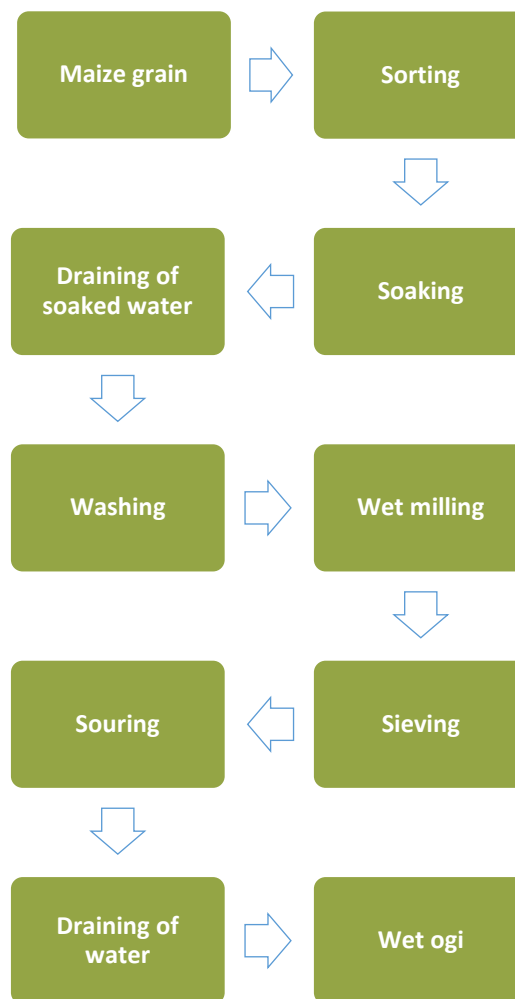 Maize grain
Sorting
Soaking
Draining of
soaked water
Washing
Wet milling
Sieving
Souring
Draining of
water
Wet ogi